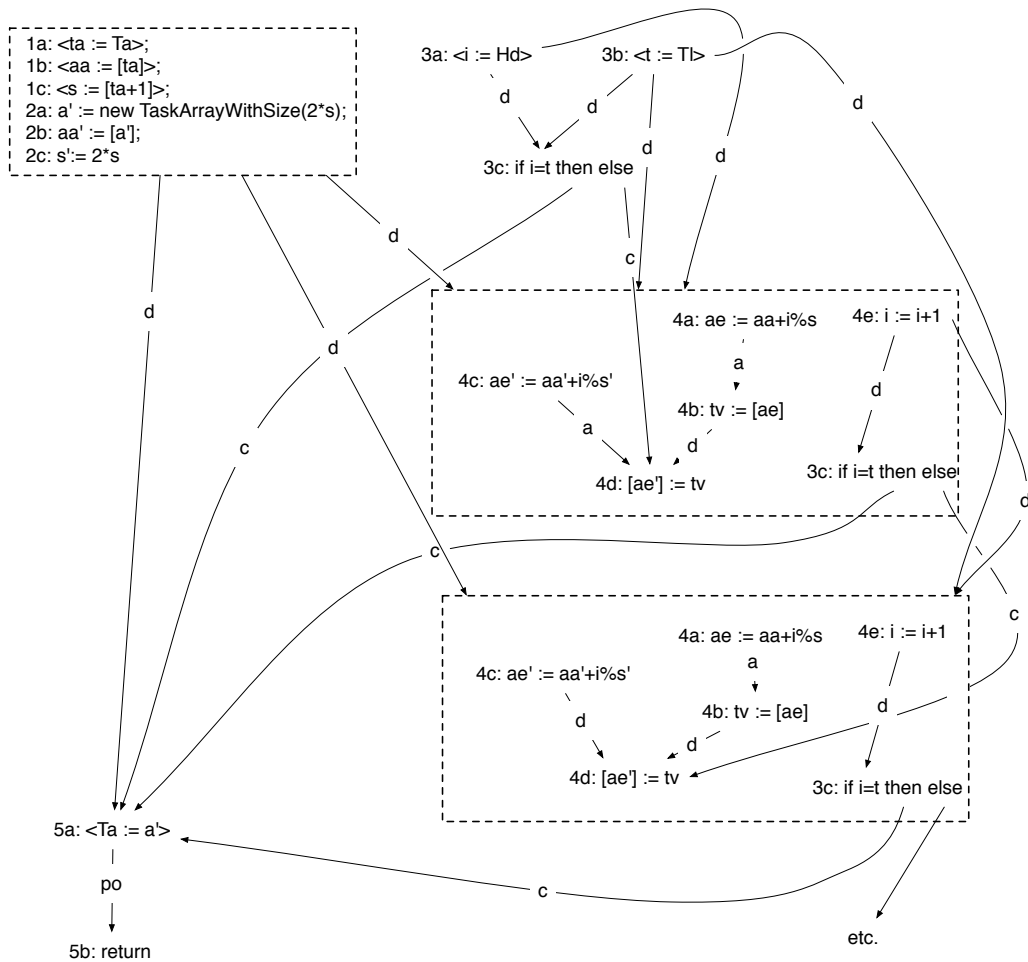 1a: <ta := Ta>;
1b: <aa := [ta]>;
1c: <s := [ta+1]>;
2a: a' := new TaskArrayWithSize(2*s);
2b: aa' := [a'];
2c: s':= 2*s
3a: <i := Hd>
3b: <t := Tl>
d
d
d
d
d
3c: if i=t then else
d
c
d
d
4a: ae := aa+i%s
4e: i := i+1
a
d
4c: ae' := aa'+i%s'
4b: tv := [ae]
a
d
c
3c: if i=t then else
4d: [ae'] := tv
d
c
c
4a: ae := aa+i%s
4e: i := i+1
a
4c: ae' := aa'+i%s'
d
4b: tv := [ae]
d
d
4d: [ae'] := tv
3c: if i=t then else
5a: <Ta := a'>
po
c
5b: return
etc.